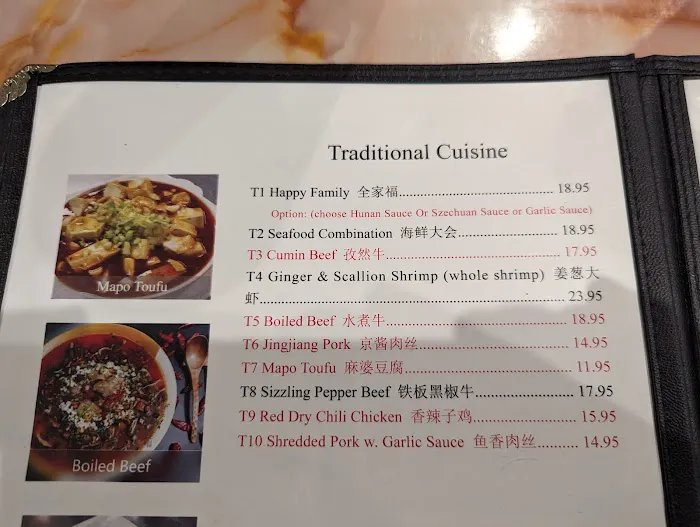 Traditional Cuisine
T1 Happy Family 全家福.......................................... 18.95
Option: (choose Hunan Sauce Or Szechuan Sauce or Garlic Sauce)
T2 Seafood Combination 海鲜大会........................... 18.95
T3 Cumin Beef 孜然牛................................................ 17.95
T4 Ginger & Scallion Shrimp (whole shrimp) 姜葱大
虾................................................................................ 23.95
T5 Boiled Beef 水煮牛................................................ 18.95
T6 Jingjiang Pork 京酱肉丝......................................... 14.95
T7 Mapo Toufu 麻婆豆腐............................................ 11.95
T8 Sizzling Pepper Beef 铁板黑椒牛.......................... 17.95
T9 Red Dry Chili Chicken 香辣子鸡............................ 15.95
T10 Shredded Pork w. Garlic Sauce 鱼香肉丝........... 14.95
Mapo Toufu
Boiled Beef